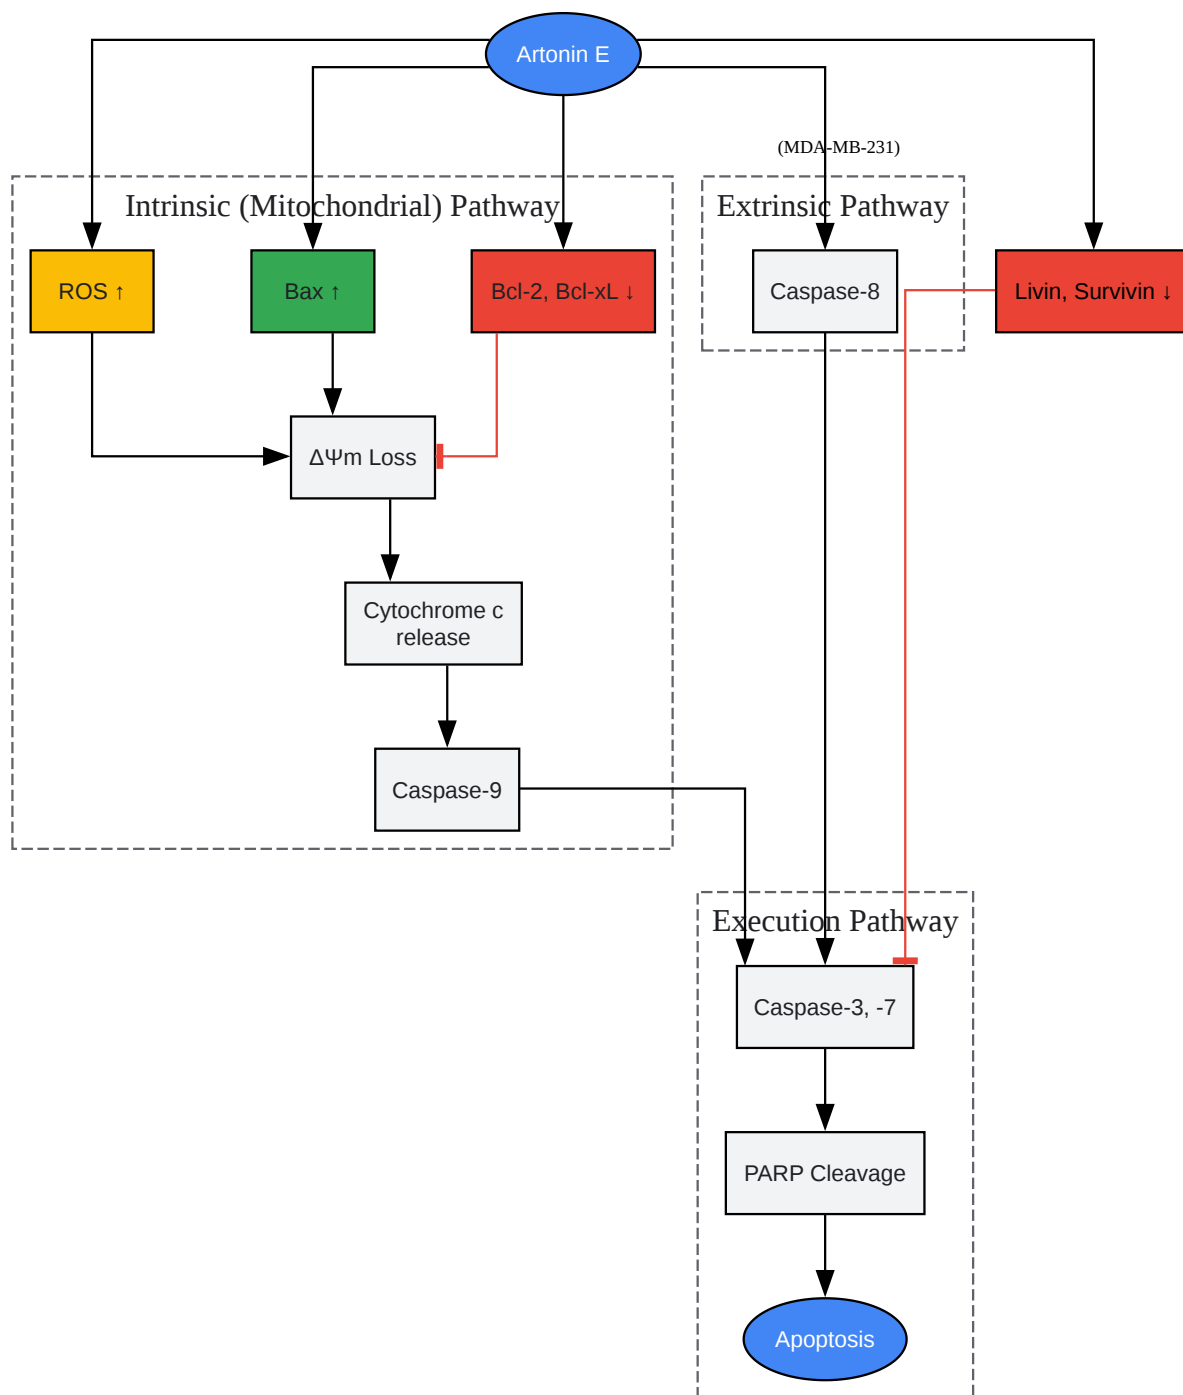 Artonin E
(MDA-MB-231)
Intrinsic (Mitochondrial) Pathway
Extrinsic Pathway
ROS ↑
Bax ↑
Bcl-2, Bcl-xL ↓
Caspase-8
Livin, Survivin ↓
ΔΨm Loss
Cytochrome c
release
Caspase-9
Execution Pathway
Caspase-3, -7
PARP Cleavage
Apoptosis